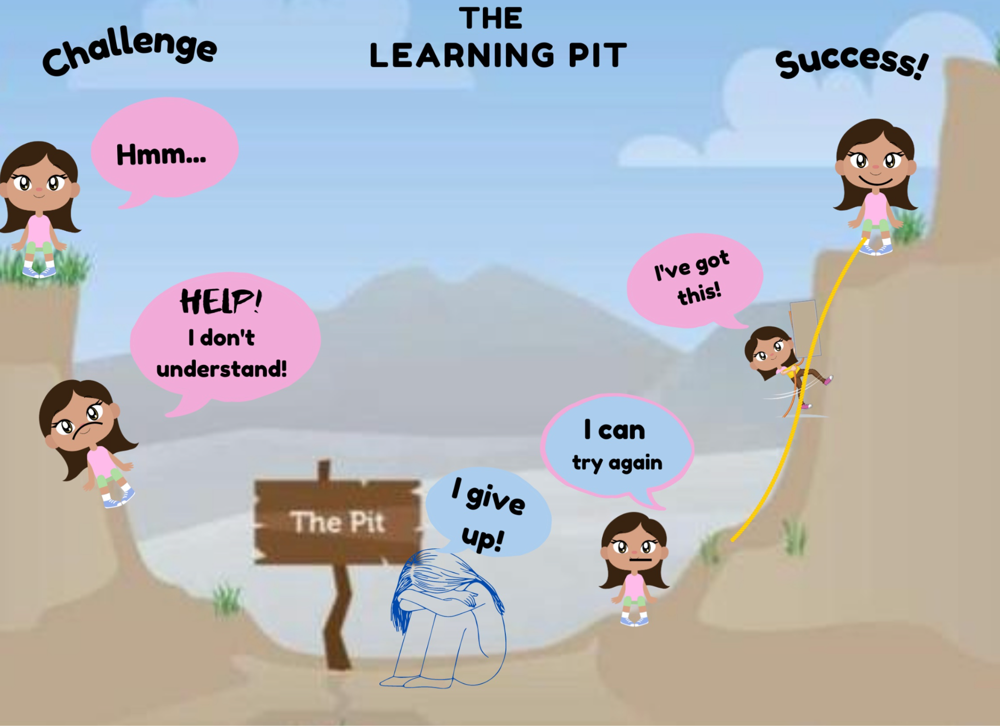 THE
LEARNING PIT
Challenge
Success!
Hmm...
HELP!
I don't
understand!
The Pit
I give
up!
I can
try again
I've got
this!